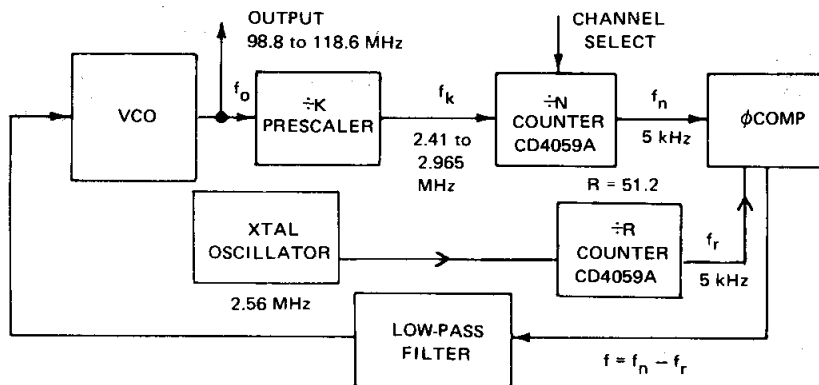 OUTPUT
98.8 to 118.6 MHz
CHANNEL
SELECT
VCO
fo
÷K
PRESCALER
fk
2.41 to
2.965
MHz
÷N
COUNTER
CD4059A
fn
5 kHz
ϕCOMP
R = 51.2
XTAL
OSCILLATOR
2.56 MHz
÷R
COUNTER
CD4059A
fr
5 kHz
LOW-PASS
FILTER
f = fn − fr